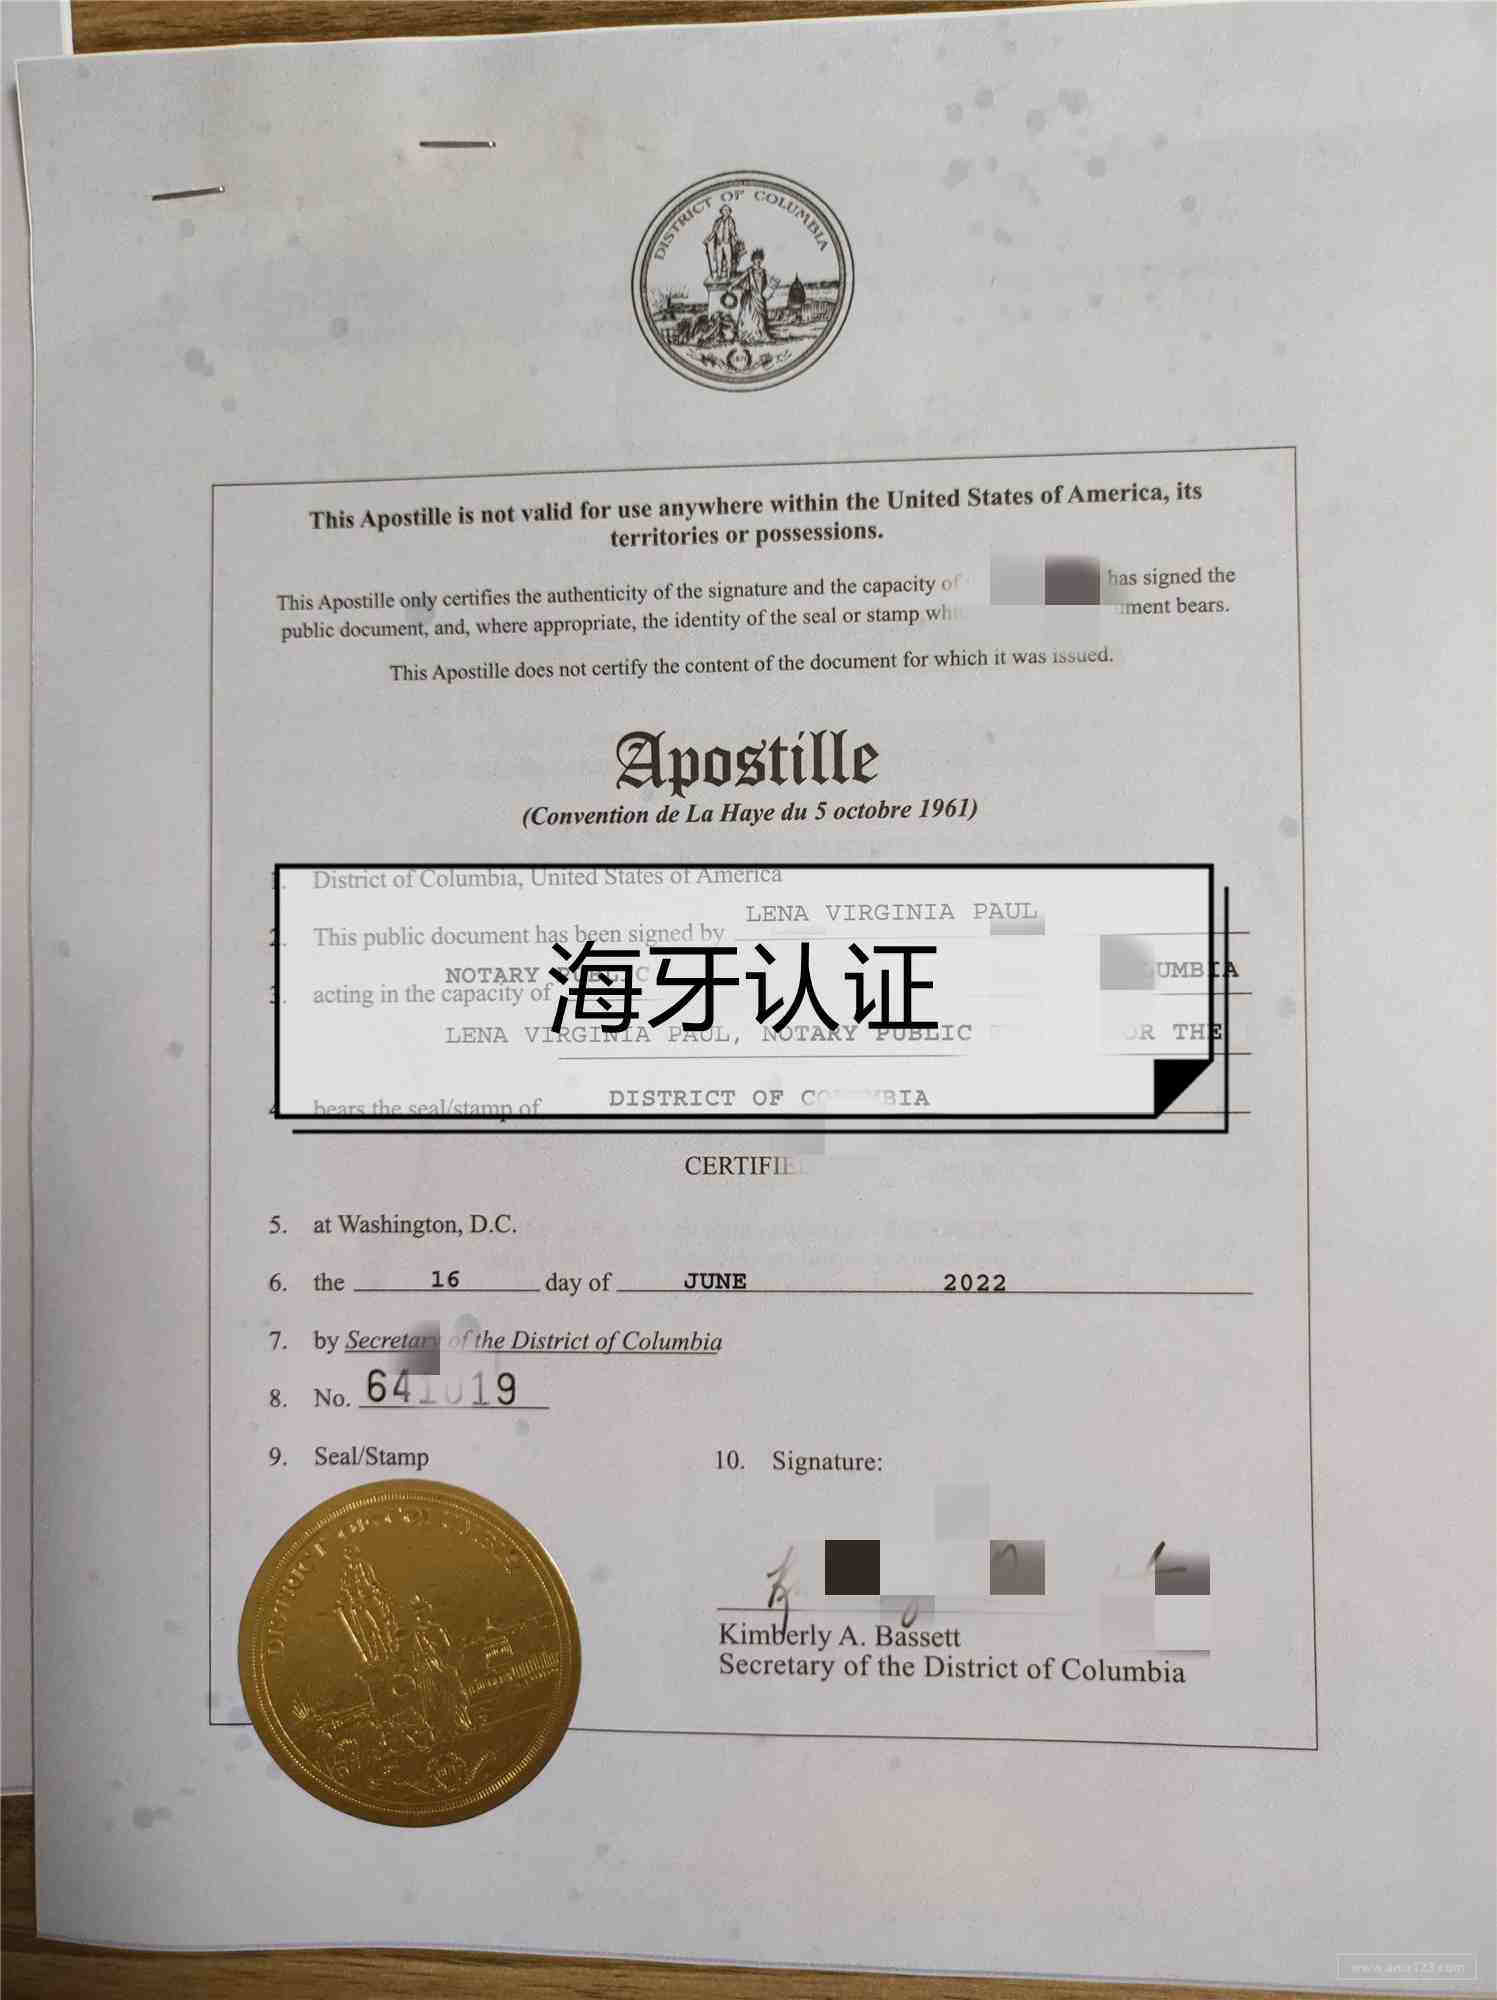 DISTRICT OF COLUMBIA
This Apostille is not valid for use anywhere within the United States of America, its
territories or possessions.
This Apostille only certifies the authenticity of the signature and the capacity of has signed the
public document, and, where appropriate, the identity of the seal or stamp bears.
This Apostille does not certify the content of the document for which it was issued.
Apostille
(Convention de La Haye du 5 octobre 1961)
1. District of Columbia, United States of America
LENA VIRGINIA PAUL
2. This public document has been signed by
NOTARY PUBLIC
3. acting in the capacity of
海牙认证
LENA VIRGINIA PAUL, NOTARY PUBLIC OR THE
DISTRICT OF
4. bears the seal/stamp of
5. at Washington, D.C.
6. the 16 day of JUNE 2022
7. by Secretary of the District of Columbia
8. No.
9. Seal/Stamp
10. Signature:
Kimberly A. Bassett
Secretary of the District of Columbia
DISTRICT OF